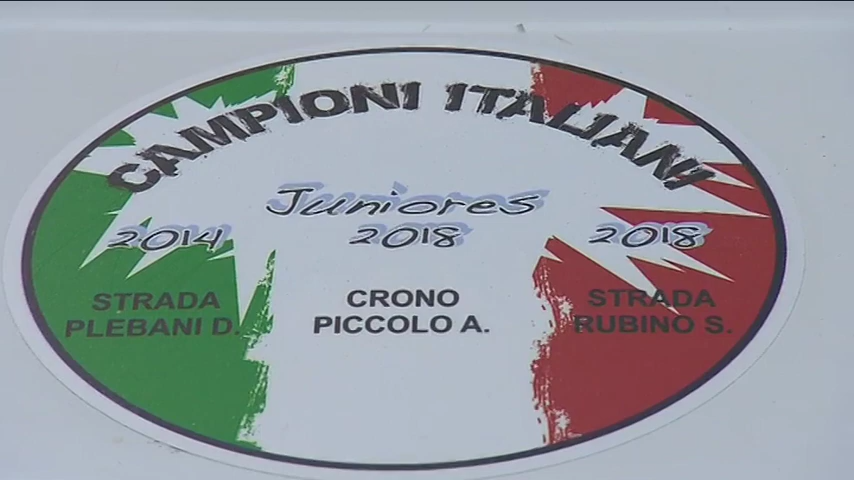 CAMPIONI ITALIANI
Juniores
2014 2018 2018
STRADA CRONO STRADA
PLEBANI D. PICCOLO A. RUBINO S.